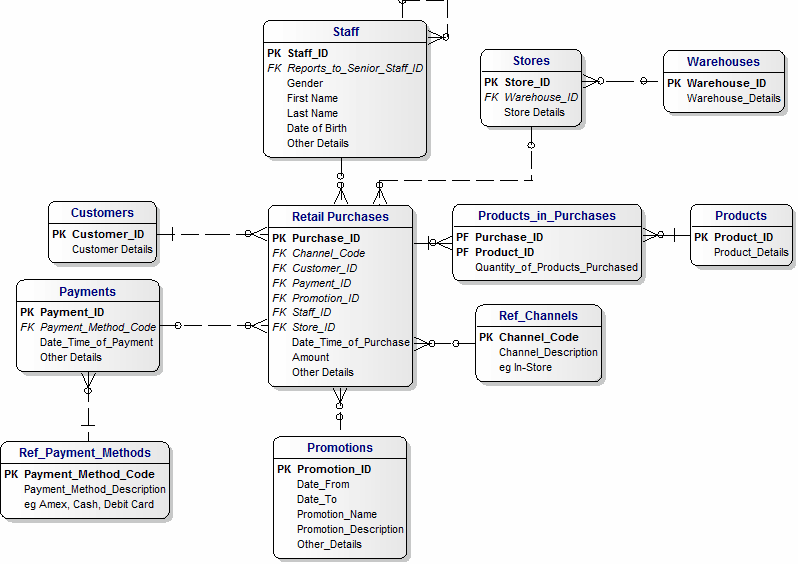 Staff
PK Staff_ID
FK Reports_to_Senior_Staff_ID
Gender
First Name
Last Name
Date of Birth
Other Details
Stores
PK Store_ID
FK Warehouse_ID
Store Details
Warehouses
PK Warehouse_ID
Warehouse_Details
Customers
PK Customer_ID
Customer Details
Retail Purchases
PK Purchase_ID
FK Channel_Code
FK Customer_ID
FK Payment_ID
FK Promotion_ID
FK Staff_ID
FK Store_ID
Date_Time_of_Purchase
Amount
Other Details
Products_in_Purchases
PF Purchase_ID
PF Product_ID
Quantity_of_Products_Purchased
Products
PK Product_ID
Product_Details
Payments
PK Payment_ID
FK Payment_Method_Code
Date_Time_of_Payment
Other Details
Ref_Channels
PK Channel_Code
Channel_Description
eg In-Store
Ref_Payment_Methods
PK Payment_Method_Code
Payment_Method_Description
eg Amex, Cash, Debit Card
Promotions
PK Promotion_ID
Date_From
Date_To
Promotion_Name
Promotion_Description
Other_Details